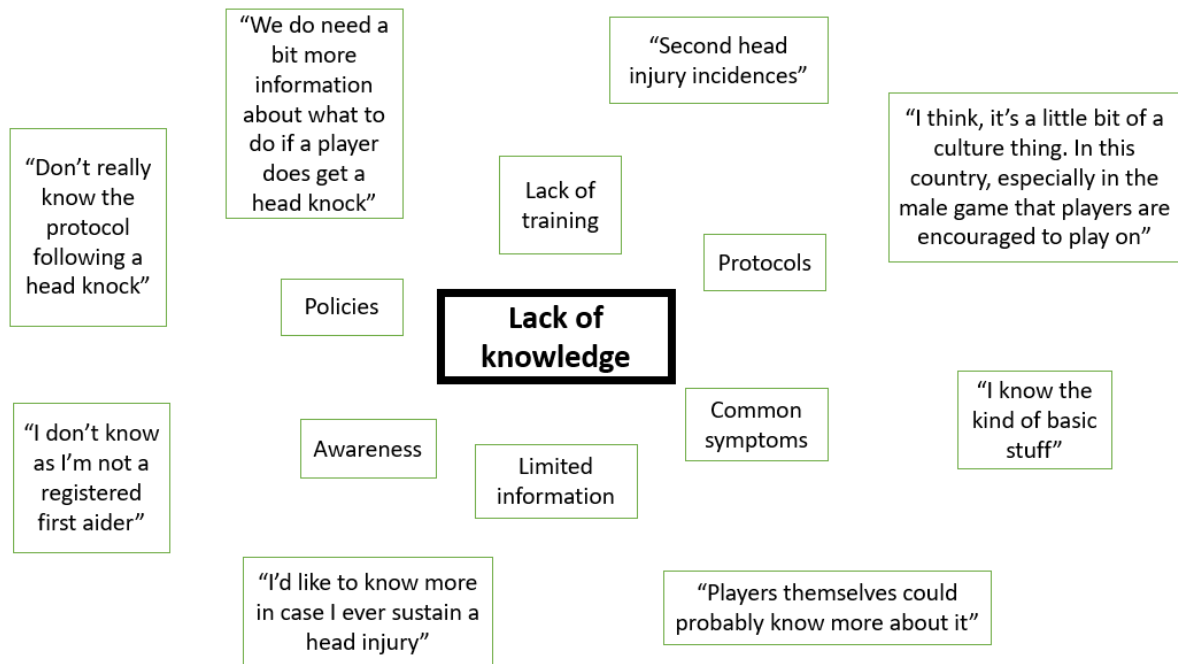 “We do need a
bit more
information
about what to
do if a player
does get a
head knock”
“Second head
injury incidences”
“I think, it’s a little bit of a
culture thing. In this
country, especially in the
male game that players are
encouraged to play on”
“Don’t really
know the
protocol
following a
head knock”
Lack of
training
Protocols
Policies
Lack of
knowledge
“I know the
kind of basic
stuff”
Common
symptoms
“I don’t know
as I’m not a
registered
first aider”
Awareness
Limited
information
“I’d like to know more
in case I ever sustain a
head injury”
“Players themselves could
probably know more about it”